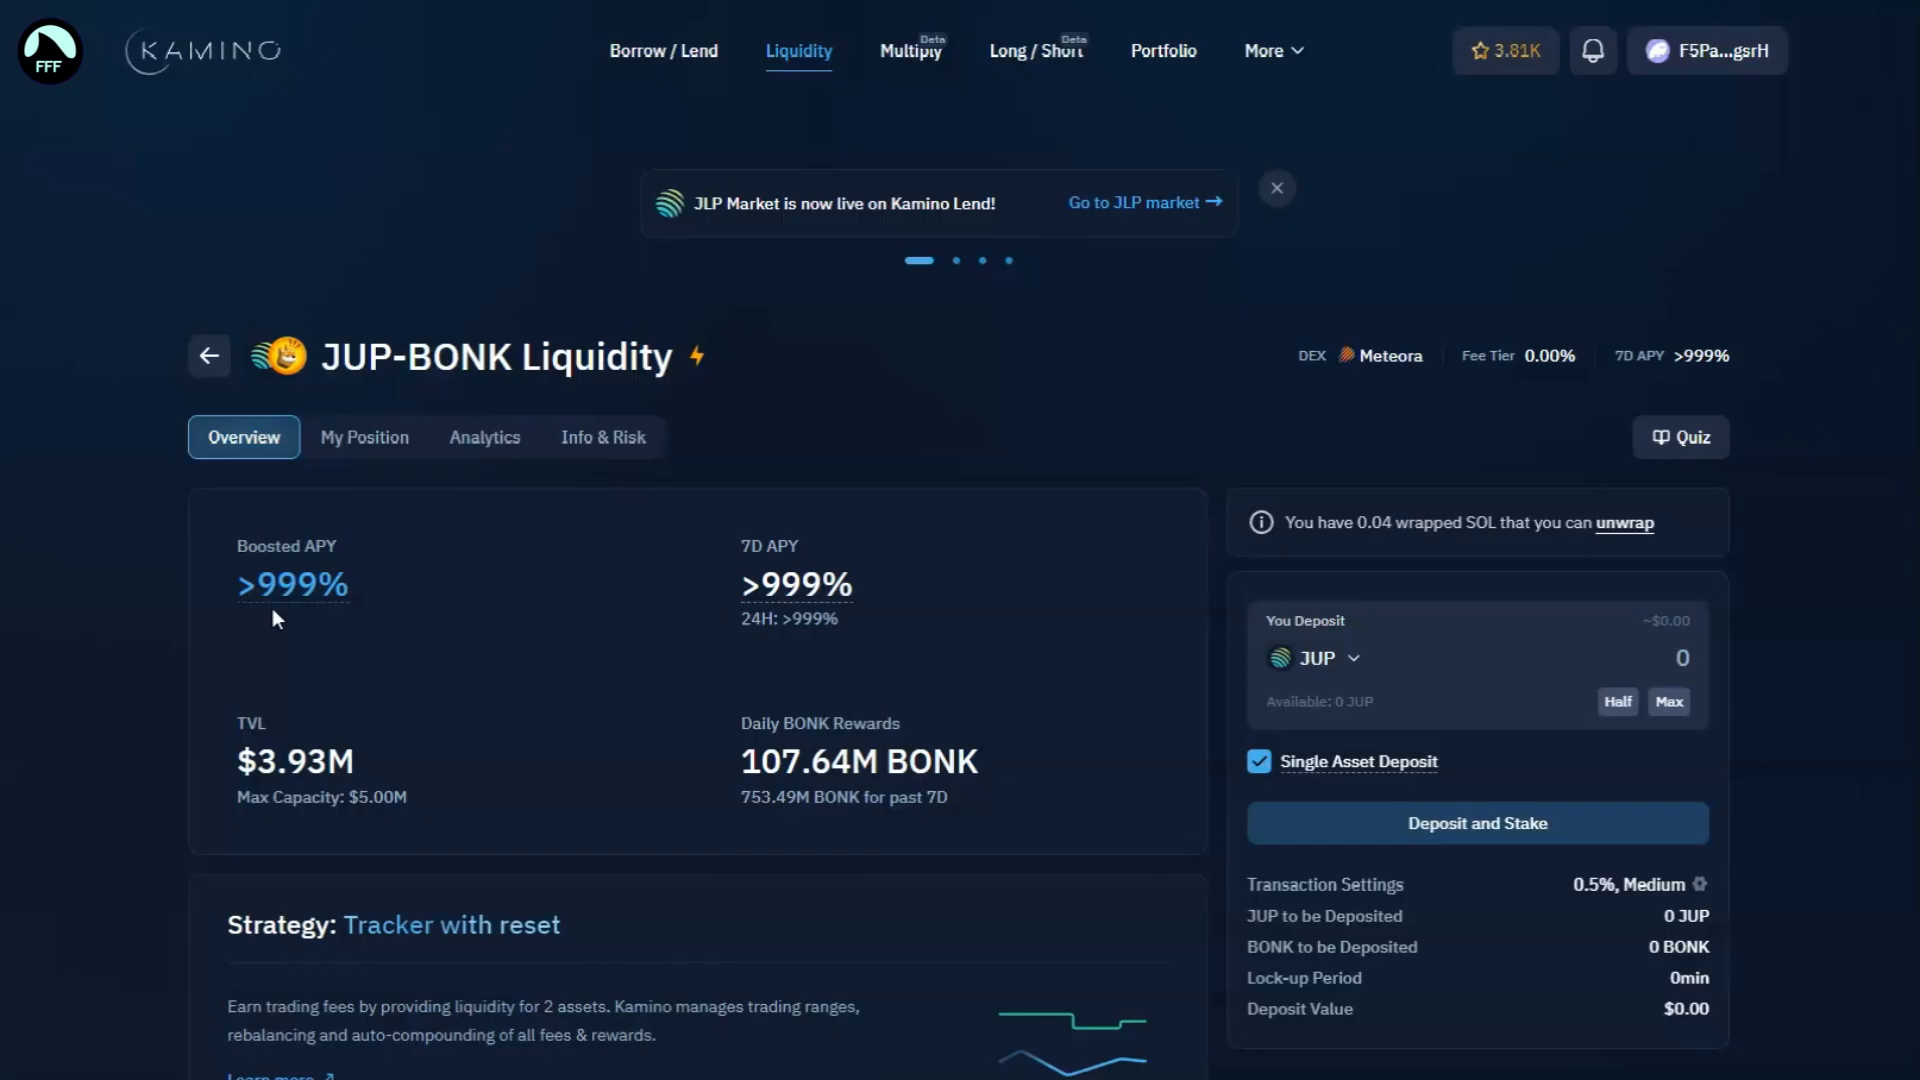 FFF
KAMINO
Borrow / Lend
Liquidity
Multiply Beta
Long / Short Beta
Portfolio
More
3.81K
F5Pa...gsrH
JLP Market is now live on Kamino Lend!
Go to JLP market →
JUP-BONK Liquidity
DEX Meteora
Fee Tier 0.00%
7D APY >999%
Overview
My Position
Analytics
Info & Risk
Quiz
Boosted APY
>999%
7D APY
>999%
24H: >999%
TVL
$3.93M
Max Capacity: $5.00M
Daily BONK Rewards
107.64M BONK
753.49M BONK for past 7D
You have 0.04 wrapped SOL that you can unwrap
You Deposit
~$0.00
JUP
0
Available: 0 JUP
Half
Max
Single Asset Deposit
Deposit and Stake
Transaction Settings 0.5%, Medium
JUP to be Deposited 0 JUP
BONK to be Deposited 0 BONK
Lock-up Period 0min
Deposit Value $0.00
Strategy: Tracker with reset
Earn trading fees by providing liquidity for 2 assets. Kamino manages trading ranges,
rebalancing and auto-compounding of all fees & rewards.
Learn more